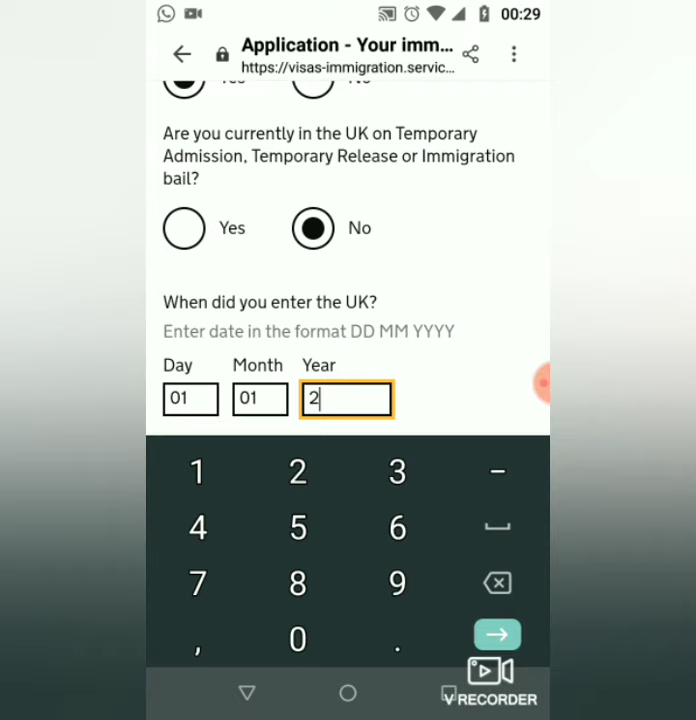 00:29
Application - Your imm...
https://visas-immigration.servic...
Yes No
Are you currently in the UK on Temporary
Admission, Temporary Release or Immigration
bail?
Yes No
When did you enter the UK?
Enter date in the format DD MM YYYY
Day Month Year
01 01 2
1 2 3 –
4 5 6
7 8 9
, 0 .
V RECORDER